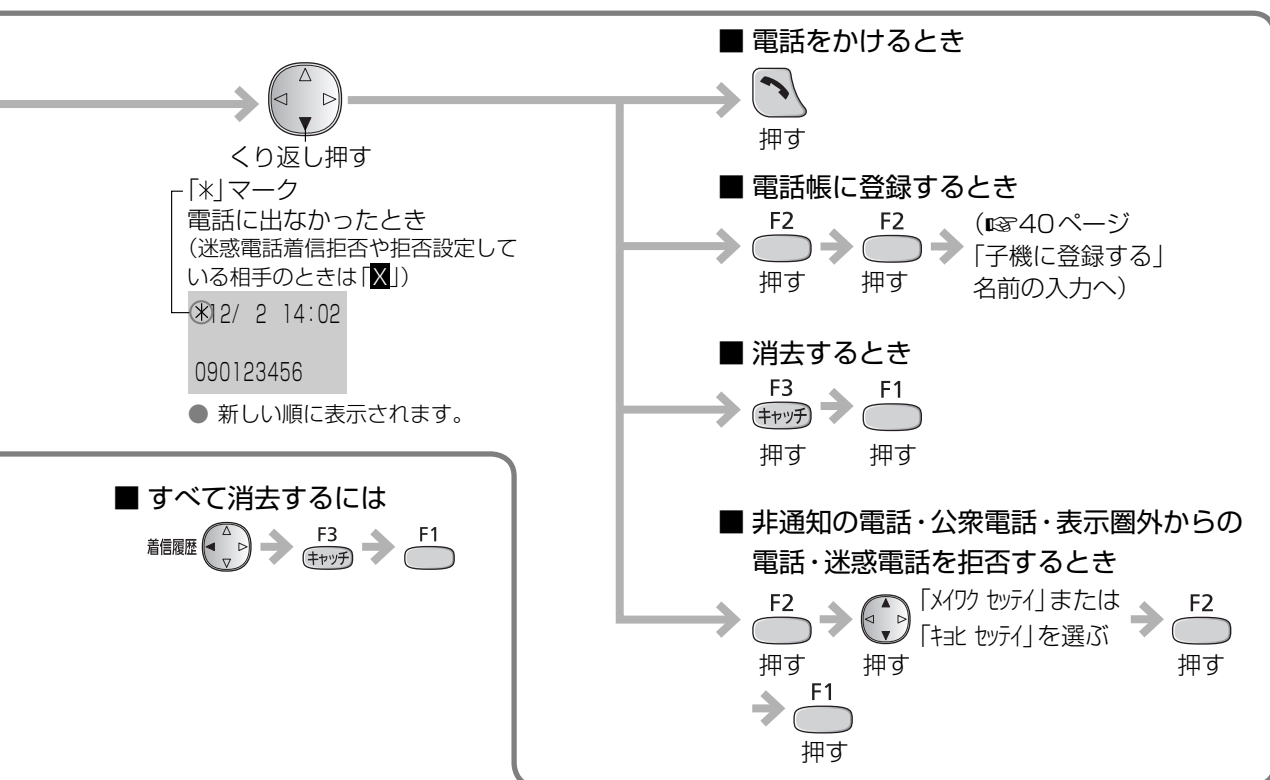 くり返し押す
「＊」マーク
電話に出なかったとき
（迷惑電話着信拒否や拒否設定して
いる相手のときは「X」）
＊12/ 2 14:02
090123456
● 新しい順に表示されます。
■ すべて消去するには
着信履歴 F3 キャッチ F1
■ 電話をかけるとき
押す
■ 電話帳に登録するとき
F2 F2 （☞40ページ
「子機に登録する」
押す 押す 名前の入力へ）
■ 消去するとき
F3 F1
キャッチ
押す 押す
■ 非通知の電話・公衆電話・表示圏外からの
電話・迷惑電話を拒否するとき
F2 「ﾒｲﾜｸ ｾｯﾃｲ」または F2
「ｷｮﾋ ｾｯﾃｲ」を選ぶ
押す 押す 押す
F1
押す